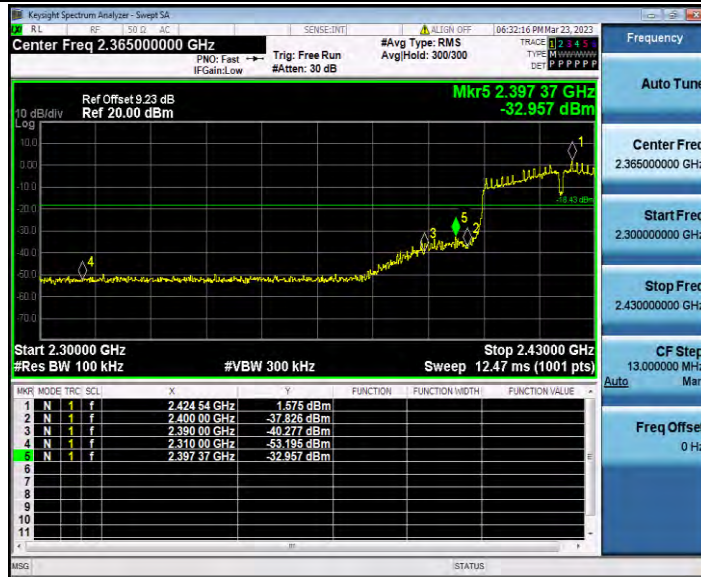 Keysight Spectrum Analyzer - Swept SA
RL RF 50 Ω AC SENSE:INT ALIGN OFF 06:32:16 PM Mar 23, 2023
Center Freq 2.365000000 GHz
PNO: Fast Trig: Free Run #Avg Type: RMS TRACE 1 2 3 4 5 6
IFGain:Low #Atten: 30 dB Avg|Hold: 300/300 TYPE M W W W W W
DET P P P P P P
Ref Offset 9.23 dB Mkr5 2.397 37 GHz
10 dB/div Ref 20.00 dBm -32.957 dBm
Log
10.0
0.00
-10.0
-20.0
-30.0
-40.0
-50.0
-60.0
-70.0
1
-18.43 dBm
5
3
2
4
Start 2.30000 GHz Stop 2.43000 GHz
#Res BW 100 kHz #VBW 300 kHz Sweep 12.47 ms (1001 pts)
MKR MODE TRC SCL X Y FUNCTION FUNCTION WIDTH FUNCTION VALUE
1 N 1 f 2.424 54 GHz 1.575 dBm
2 N 1 f 2.400 00 GHz -37.826 dBm
3 N 1 f 2.390 00 GHz -40.277 dBm
4 N 1 f 2.310 00 GHz -53.195 dBm
5 N 1 f 2.397 37 GHz -32.957 dBm
6
7
8
9
10
11
MSG STATUS
Frequency
Auto Tune
Center Freq
2.365000000 GHz
Start Freq
2.300000000 GHz
Stop Freq
2.430000000 GHz
CF Step
13.000000 MHz
Auto Man
Freq Offset
0 Hz